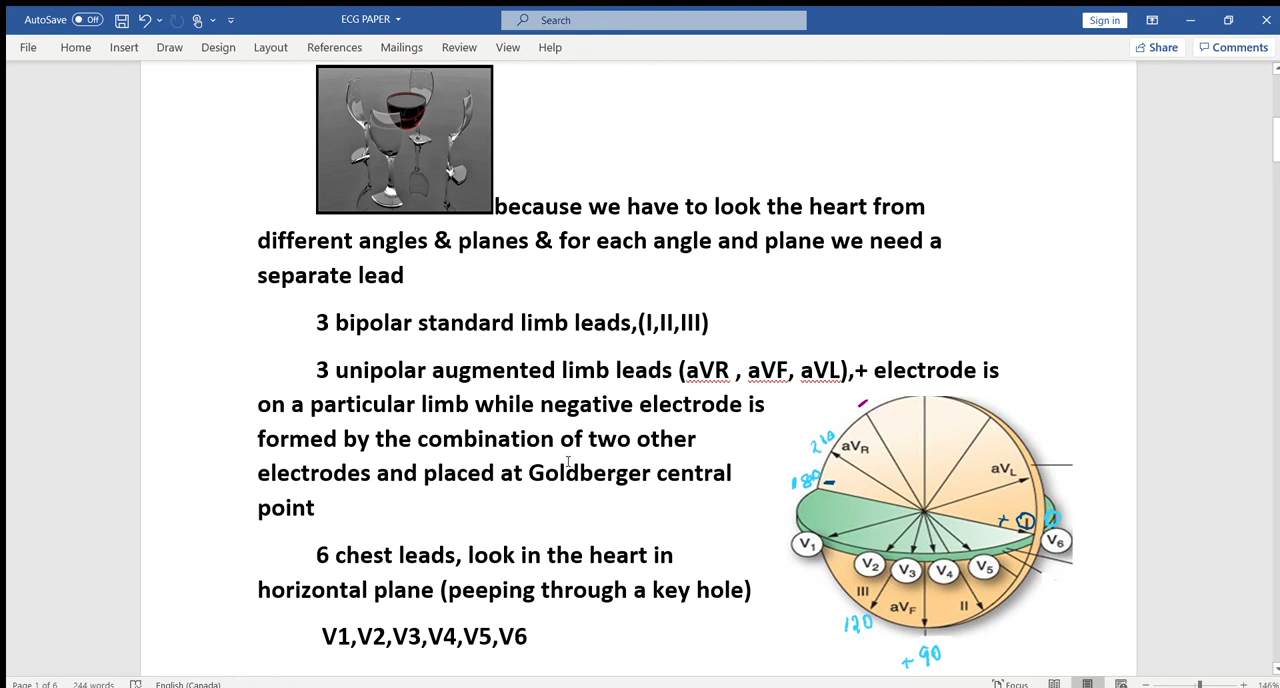 AutoSave Off ECG PAPER Search Sign in
File Home Insert Draw Design Layout References Mailings Review View Help Share Comments
because we have to look the heart from
different angles & planes & for each angle and plane we need a
separate lead
3 bipolar standard limb leads,(I,II,III)
3 unipolar augmented limb leads (aVR , aVF, aVL),+ electrode is
on a particular limb while negative electrode is
formed by the combination of two other
electrodes and placed at Goldberger central
point
6 chest leads, look in the heart in
horizontal plane (peeping through a key hole)
V1,V2,V3,V4,V5,V6
210 aVR
aVL
180 -
+ I 0
V1 V6
V2 V3 V4 V5
III aVF II
120
+90
Page 1 of 6 244 words English (Canada) Focus 146%